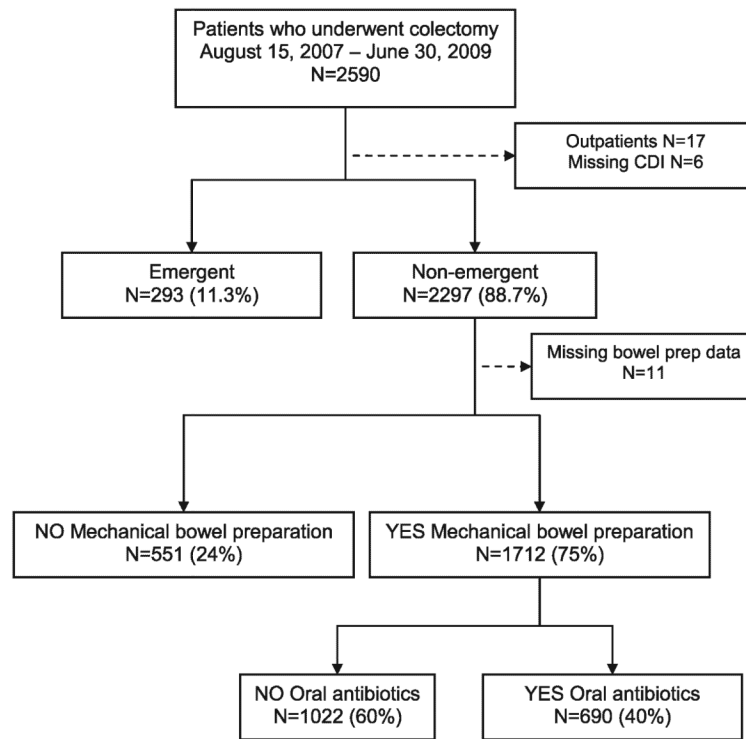 Patients who underwent colectomy
August 15, 2007 – June 30, 2009
N=2590
Outpatients N=17
Missing CDI N=6
Emergent
N=293 (11.3%)
Non-emergent
N=2297 (88.7%)
Missing bowel prep data
N=11
NO Mechanical bowel preparation
N=551 (24%)
YES Mechanical bowel preparation
N=1712 (75%)
NO Oral antibiotics
N=1022 (60%)
YES Oral antibiotics
N=690 (40%)